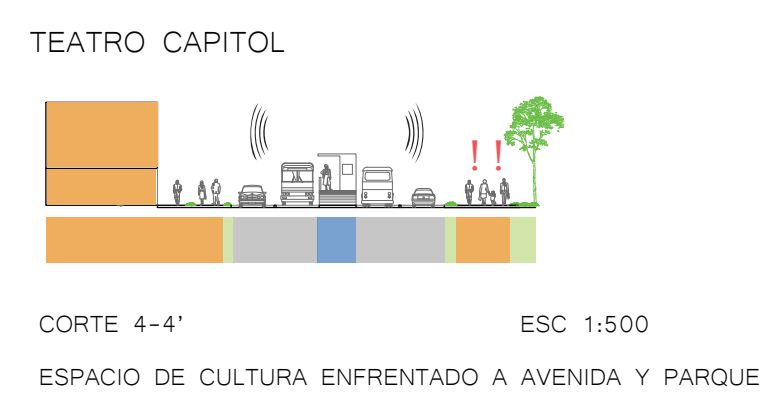 TEATRO CAPITOL
! !
CORTE 4-4'
ESC 1:500
ESPACIO DE CULTURA ENFRENTADO A AVENIDA Y PARQUE